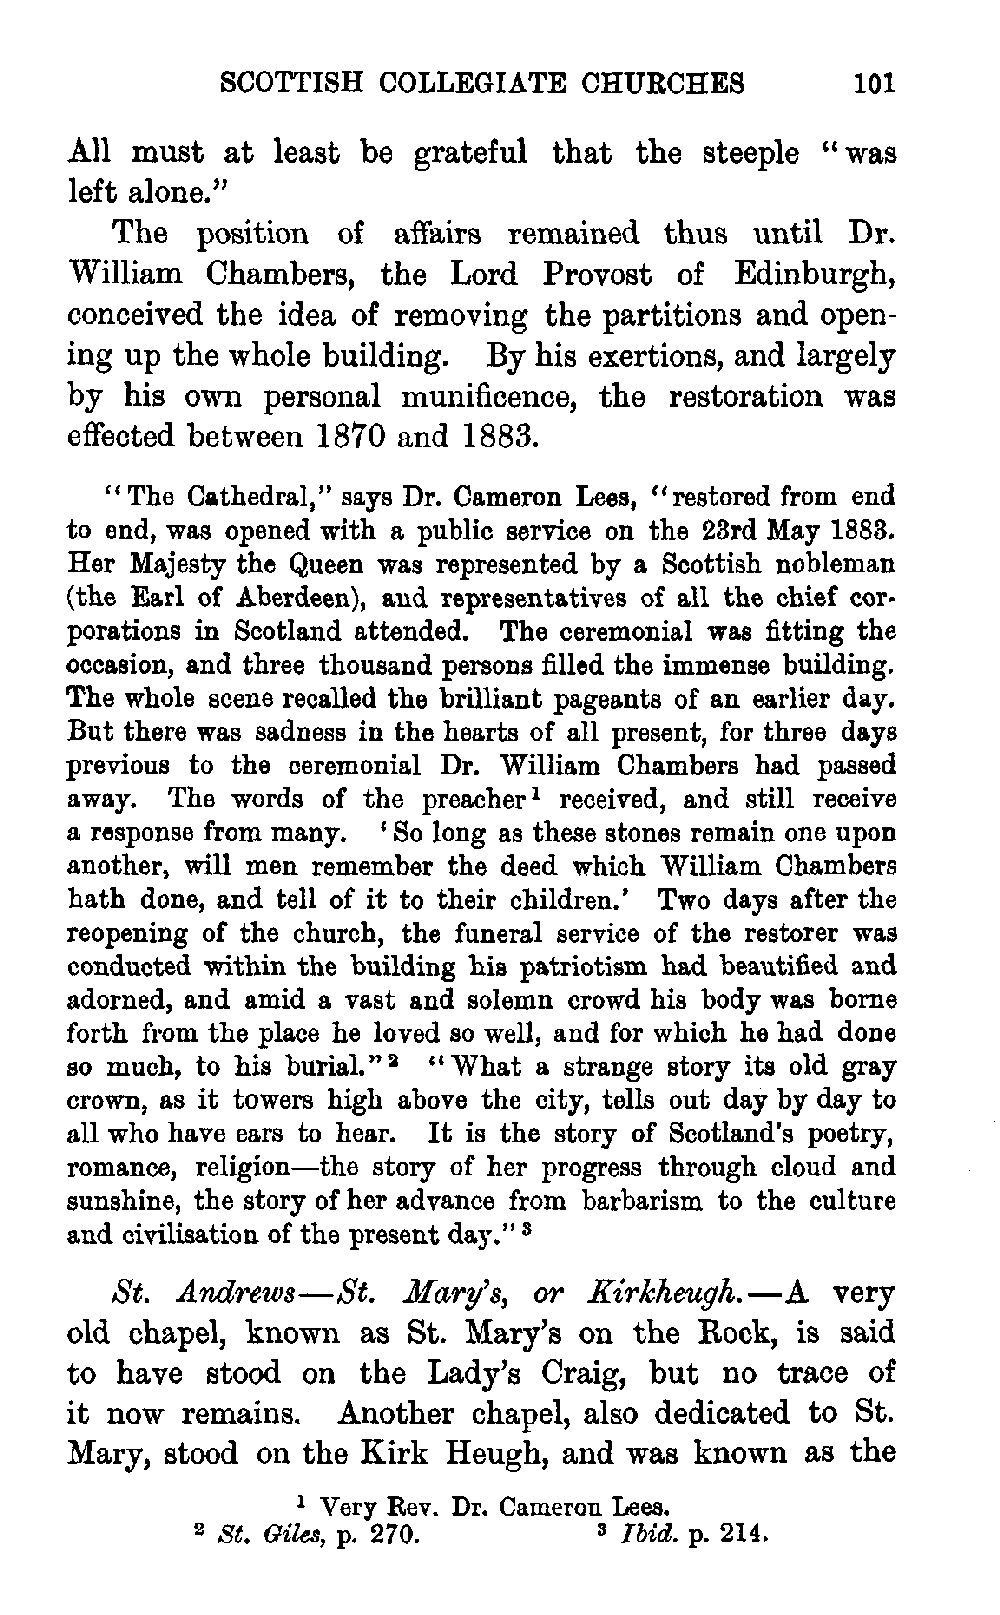 SCOTTISH COLLEGIATE CHURCHES 101
All must at least be grateful that the steeple "was
left alone."
The position of affairs remained thus until Dr.
William Chambers, the Lord Provost of Edinburgh,
conceived the idea of removing the partitions and open-
ing up the whole building. By his exertions, and largely
by his own personal munificence, the restoration was
effected between 1870 and 1883.
"The Cathedral," says Dr. Cameron Lees, "restored from end
to end, was opened with a public service on the 23rd May 1883.
Her Majesty the Queen was represented by a Scottish nobleman
(the Earl of Aberdeen), and representatives of all the chief cor-
porations in Scotland attended. The ceremonial was fitting the
occasion, and three thousand persons filled the immense building.
The whole scene recalled the brilliant pageants of an earlier day.
But there was sadness in the hearts of all present, for three days
previous to the ceremonial Dr. William Chambers had passed
away. The words of the preacher¹ received, and still receive
a response from many. 'So long as these stones remain one upon
another, will men remember the deed which William Chambers
hath done, and tell of it to their children.' Two days after the
reopening of the church, the funeral service of the restorer was
conducted within the building his patriotism had beautified and
adorned, and amid a vast and solemn crowd his body was borne
forth from the place he loved so well, and for which he had done
so much, to his burial."² "What a strange story its old gray
crown, as it towers high above the city, tells out day by day to
all who have ears to hear. It is the story of Scotland's poetry,
romance, religion—the story of her progress through cloud and
sunshine, the story of her advance from barbarism to the culture
and civilisation of the present day."³
St. Andrews—St. Mary's, or Kirkheugh.—A very
old chapel, known as St. Mary's on the Rock, is said
to have stood on the Lady's Craig, but no trace of
it now remains. Another chapel, also dedicated to St.
Mary, stood on the Kirk Heugh, and was known as the
¹ Very Rev. Dr. Cameron Lees.
² St. Giles, p. 270. ³ Ibid. p. 214.